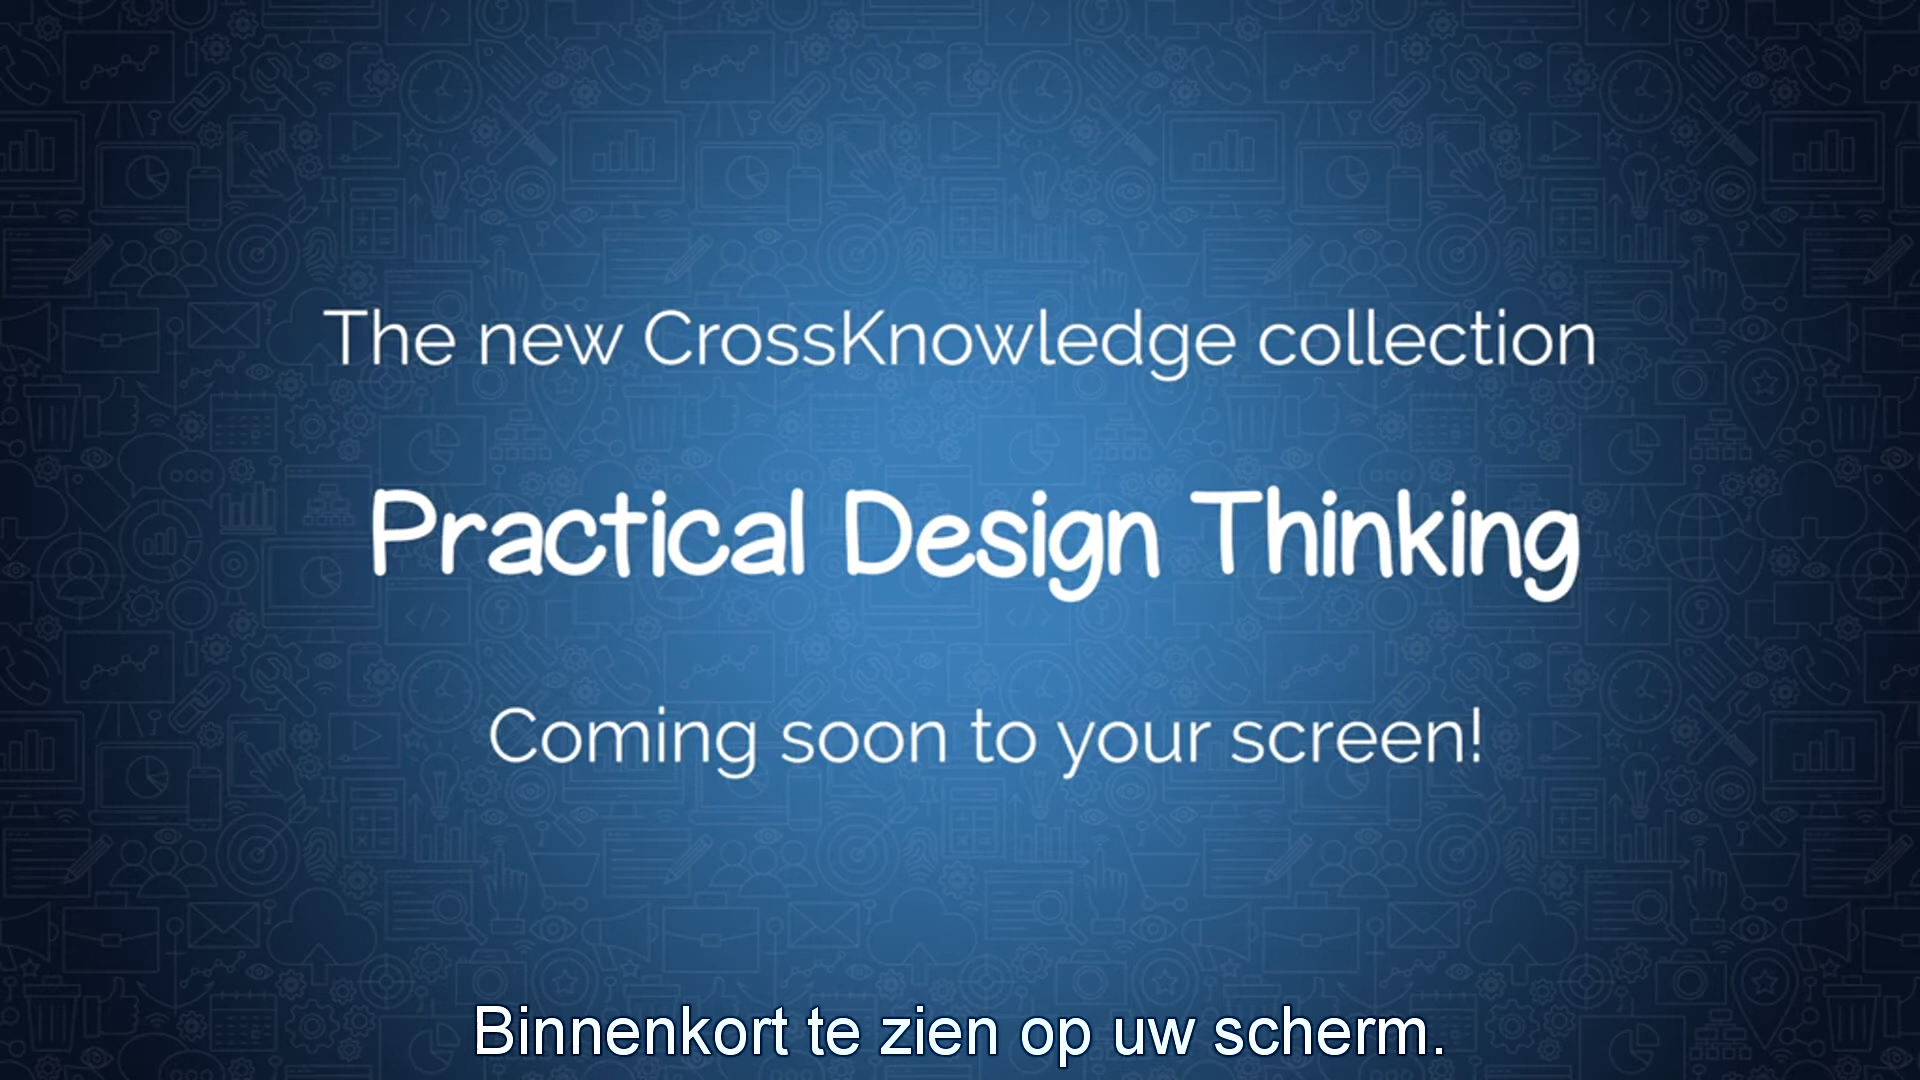 The new CrossKnowledge collection
Practical Design Thinking
Coming soon to your screen!
Binnenkort te zien op uw scherm.